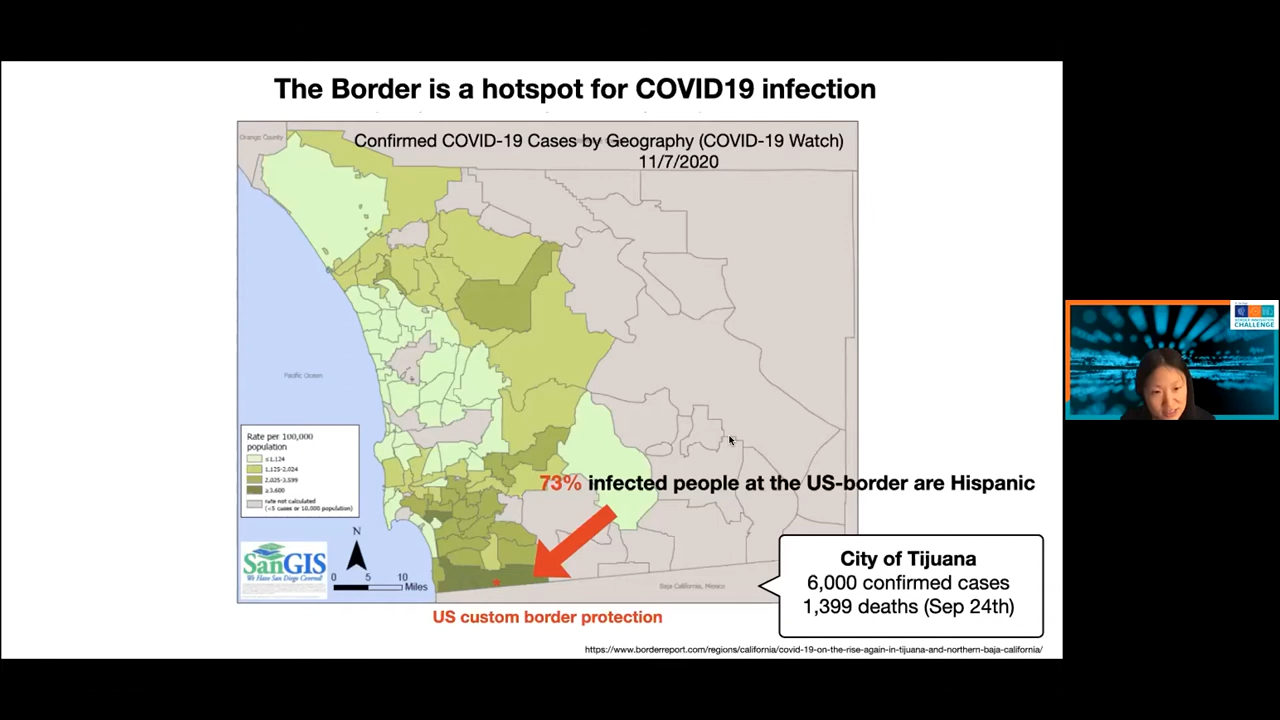 The Border is a hotspot for COVID19 infection
Orange County
Confirmed COVID-19 Cases by Geography (COVID-19 Watch)
11/7/2020
BORDER INNOVATION
CHALLENGE
Pacific Ocean
Rate per 100,000
population
≤1,124
1,125-2,024
2,025-3,599
≥3,600
rate not calculated
(<5 cases or 10,000 population)
73% infected people at the US-border are Hispanic
N
SanGIS
We Have San Diego Covered!
0 5 10
Miles
Baja California, Mexico
City of Tijuana
6,000 confirmed cases
1,399 deaths (Sep 24th)
US custom border protection
https://www.borderreport.com/regions/california/covid-19-on-the-rise-again-in-tijuana-and-northern-baja-california/